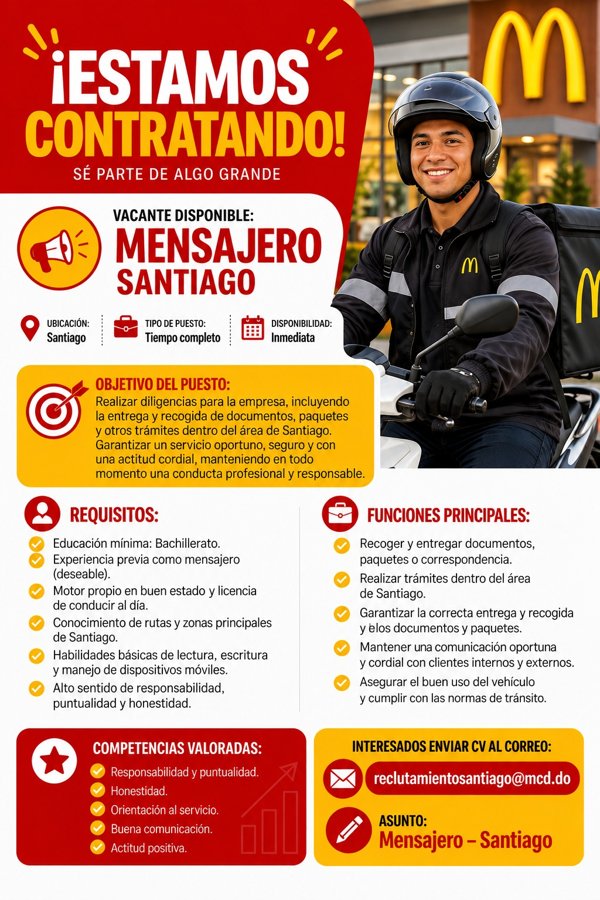 ¡ESTAMOS
CONTRATANDO!
SÉ PARTE DE ALGO GRANDE
VACANTE DISPONIBLE:
MENSAJERO
SANTIAGO
UBICACIÓN:
Santiago
TIPO DE PUESTO:
Tiempo completo
DISPONIBILIDAD:
Inmediata
OBJETIVO DEL PUESTO:
Realizar diligencias para la empresa, incluyendo
la entrega y recogida de documentos, paquetes
y otros trámites dentro del área de Santiago.
Garantizar un servicio oportuno, seguro y con
una actitud cordial, manteniendo en todo
momento una conducta profesional y responsable.
REQUISITOS:
Educación mínima: Bachillerato.
Experiencia previa como mensajero
(deseable).
Motor propio en buen estado y licencia
de conducir al día.
Conocimiento de rutas y zonas principales
de Santiago.
Habilidades básicas de lectura, escritura
y manejo de dispositivos móviles.
Alto sentido de responsabilidad,
puntualidad y honestidad.
FUNCIONES PRINCIPALES:
Recoger y entregar documentos,
paquetes o correspondencia.
Realizar trámites dentro del área
de Santiago.
Garantizar la correcta entrega y recogida
y èlos documentos y paquetes.
Mantener una comunicación oportuna
y cordial con clientes internos y externos.
Asegurar el buen uso del vehículo
y cumplir con las normas de tránsito.
COMPETENCIAS VALORADAS:
Responsabilidad y puntualidad.
Honestidad.
Orientación al servicio.
Buena comunicación.
Actitud positiva.
INTERESADOS ENVIAR CV AL CORREO:
reclutamientosantiago@mcd.do
ASUNTO:
Mensajero – Santiago